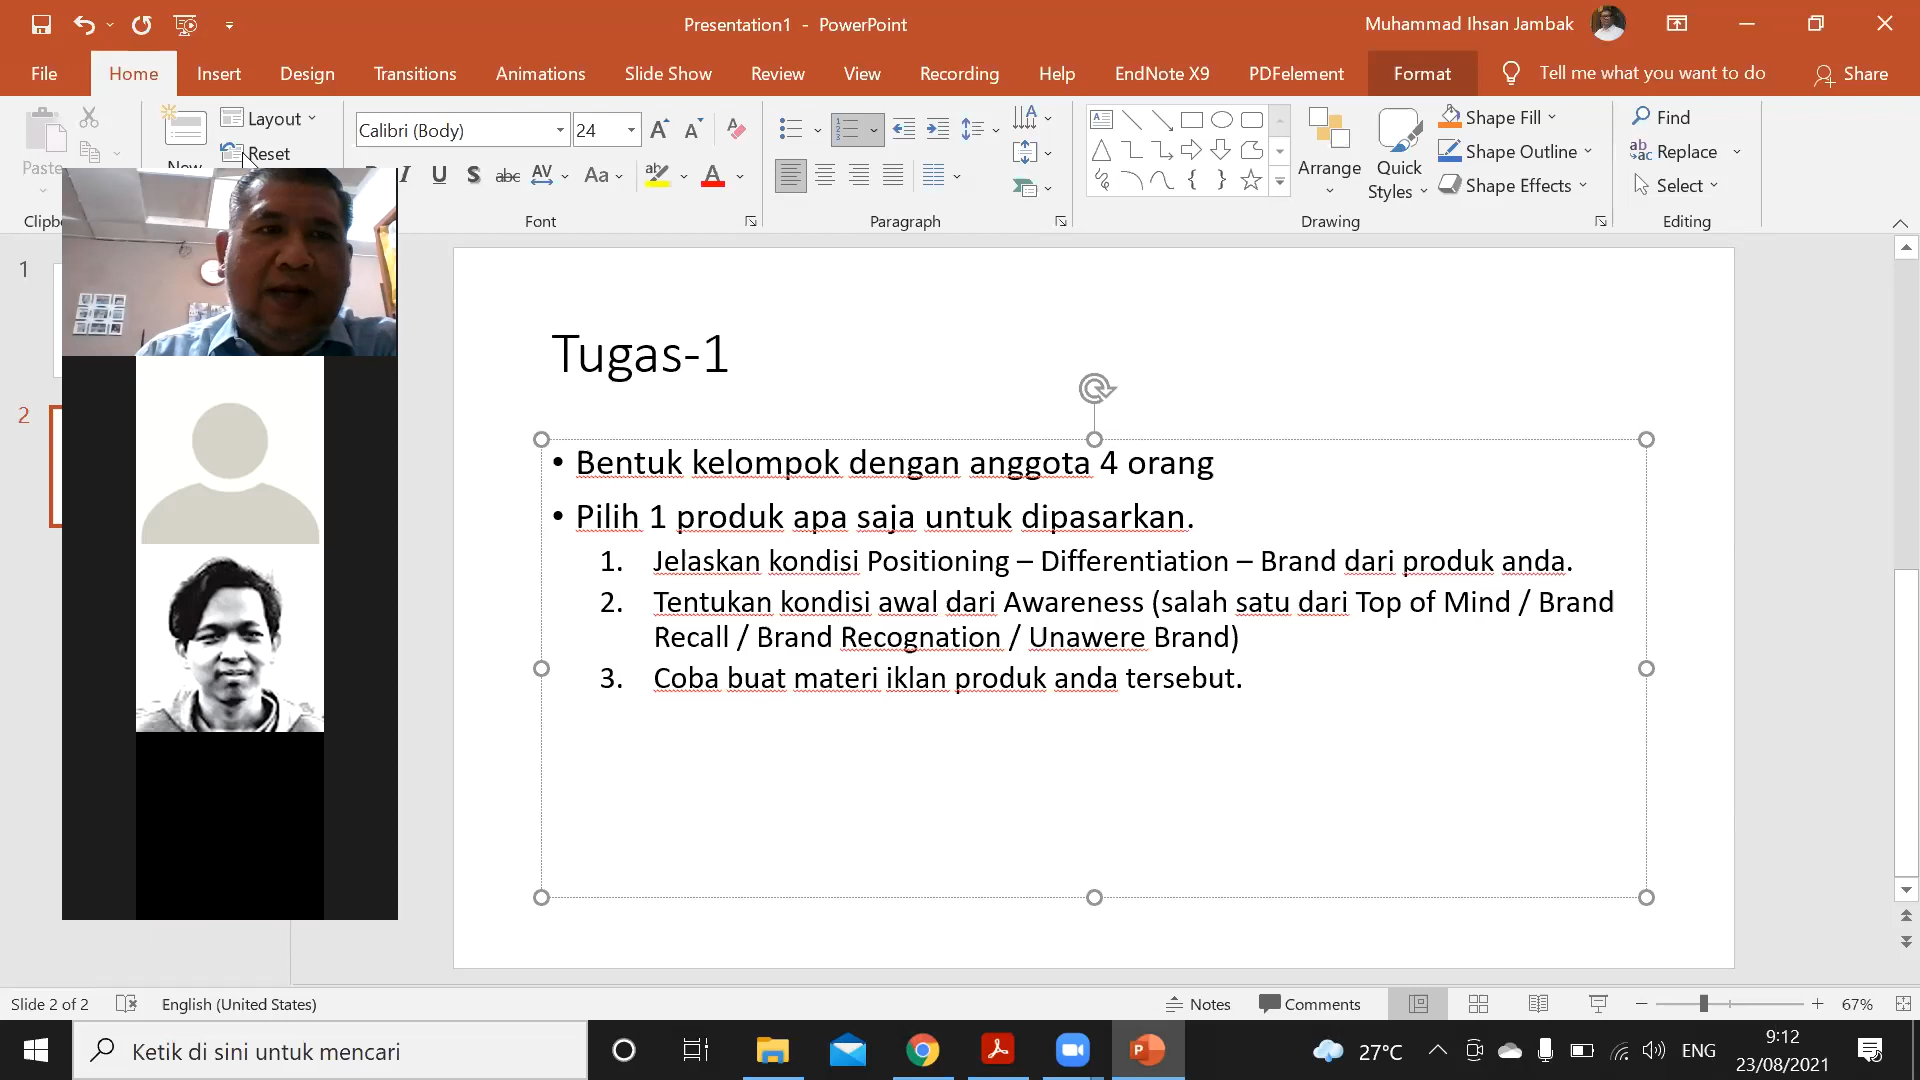 Presentation1 - PowerPoint
Muhammad Ihsan Jambak
File Home Insert Design Transitions Animations Slide Show Review View Recording Help EndNote X9 PDFelement Format Tell me what you want to do Share
Paste
Layout
Reset
Calibri (Body) 24
Aa
Font
Paragraph
Arrange
Quick Styles
Shape Fill
Shape Outline
Shape Effects
Drawing
Find
Replace
Select
Editing
1
2
Tugas-1
• Bentuk kelompok dengan anggota 4 orang
• Pilih 1 produk apa saja untuk dipasarkan.
1. Jelaskan kondisi Positioning – Differentiation – Brand dari produk anda.
2. Tentukan kondisi awal dari Awareness (salah satu dari Top of Mind / Brand
Recall / Brand Recognation / Unawere Brand)
3. Coba buat materi iklan produk anda tersebut.
Slide 2 of 2 English (United States) Notes Comments 67%
Ketik di sini untuk mencari
27°C ENG
9:12
23/08/2021